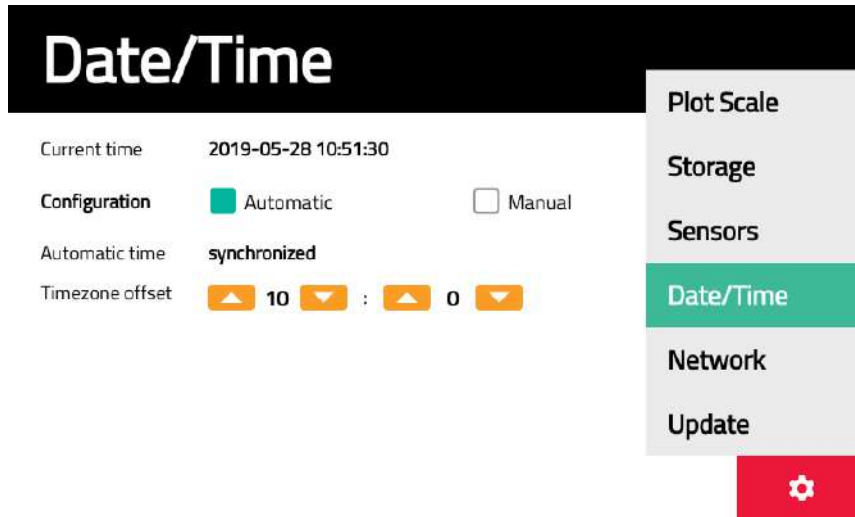 Date/Time
Current time 2019-05-28 10:51:30
Configuration Automatic Manual
Automatic time synchronized
Timezone offset 10 : 0
Plot Scale
Storage
Sensors
Date/Time
Network
Update